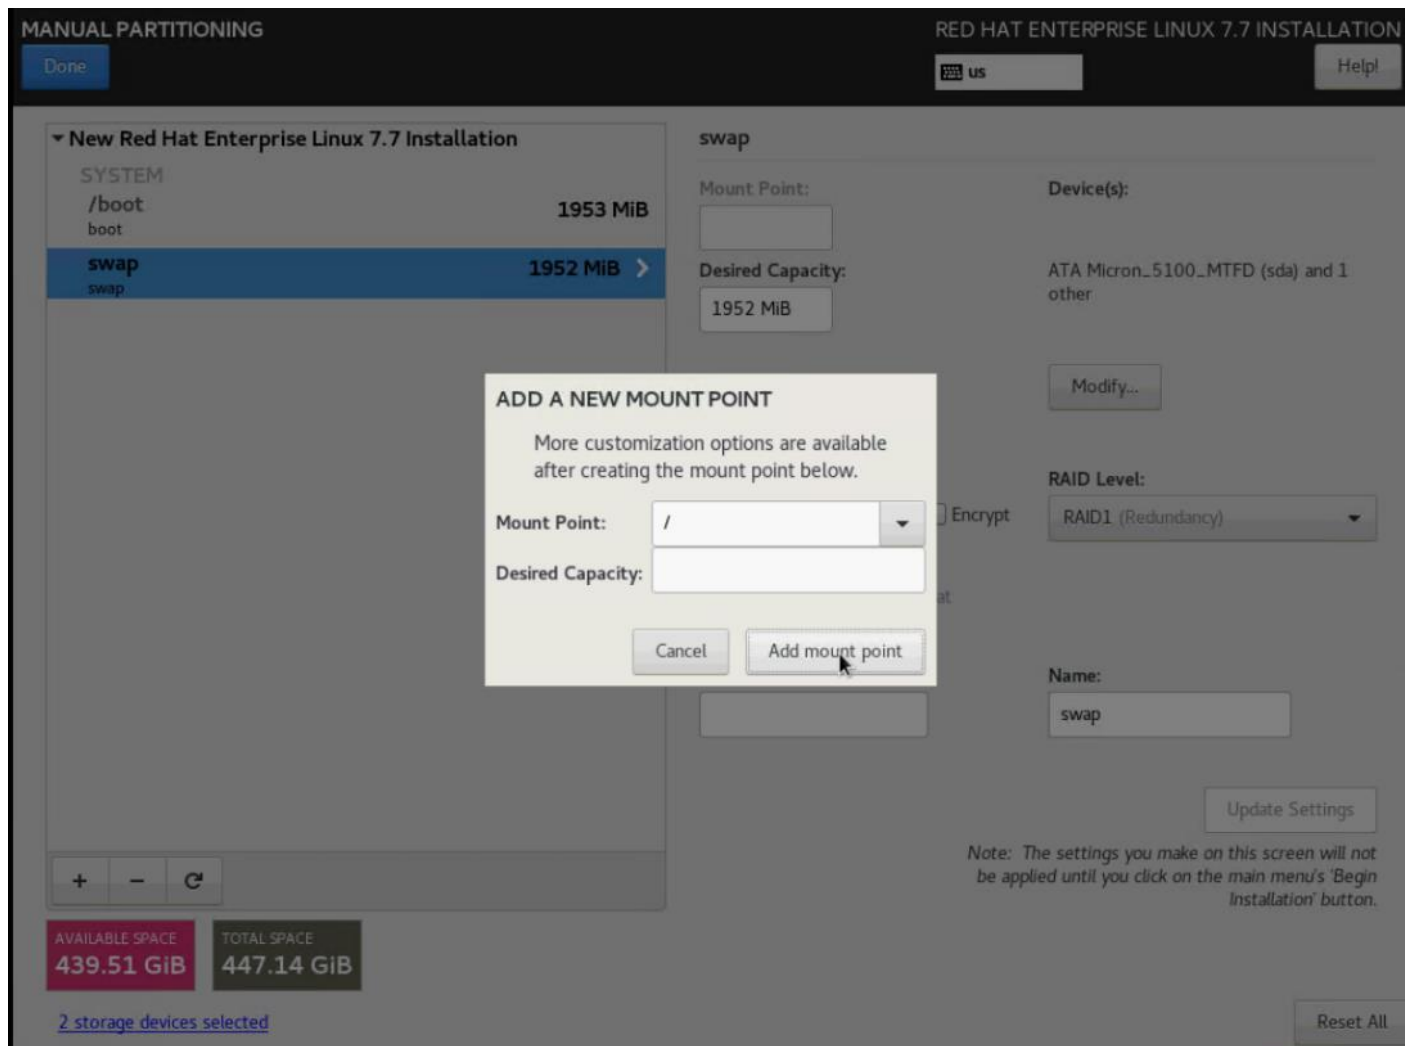 MANUAL PARTITIONING
RED HAT ENTERPRISE LINUX 7.7 INSTALLATION
Done
us
Help!
New Red Hat Enterprise Linux 7.7 Installation
SYSTEM
/boot
1953 MiB
boot
swap
1952 MiB
swap
swap
Mount Point:
Device(s):
Desired Capacity:
ATA Micron_5100_MTFD (sda) and 1
other
1952 MiB
Modify...
ADD A NEW MOUNT POINT
More customization options are available
after creating the mount point below.
Mount Point:
/
Desired Capacity:
Cancel
Add mount point
RAID Level:
Encrypt
RAID1 (Redundancy)
at
Name:
swap
Update Settings
Note: The settings you make on this screen will not
be applied until you click on the main menu's 'Begin
Installation' button.
+ −
AVAILABLE SPACE
439.51 GiB
TOTAL SPACE
447.14 GiB
2 storage devices selected
Reset All